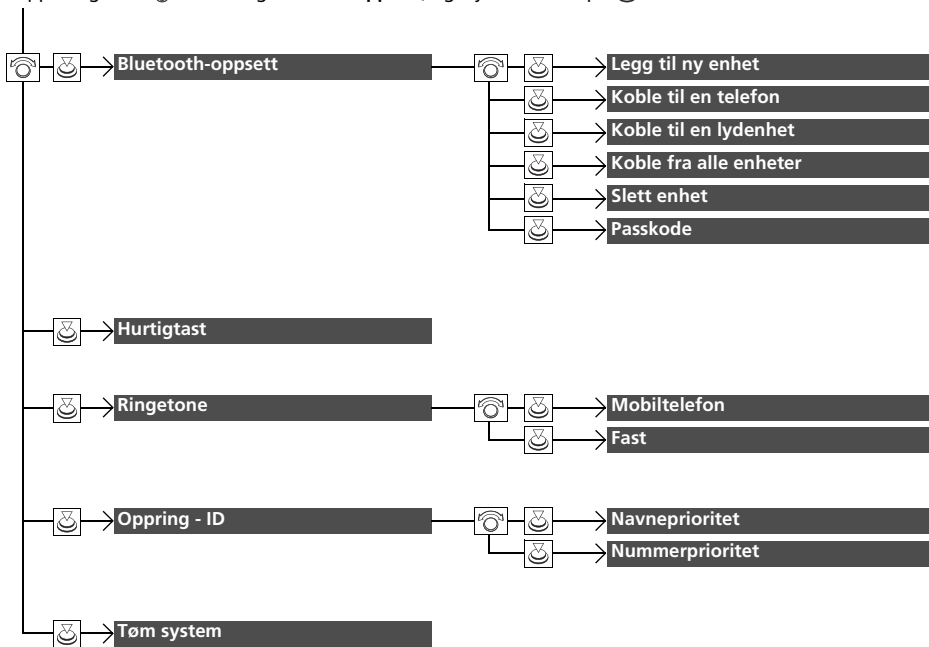 Bluetooth-oppsett
Legg til ny enhet
Koble til en telefon
Koble til en lydenhet
Koble fra alle enheter
Slett enhet
Passkode
Hurtigtast
Ringetone
Mobiltelefon
Fast
Oppring - ID
Navneprioritet
Nummerprioritet
Tøm system